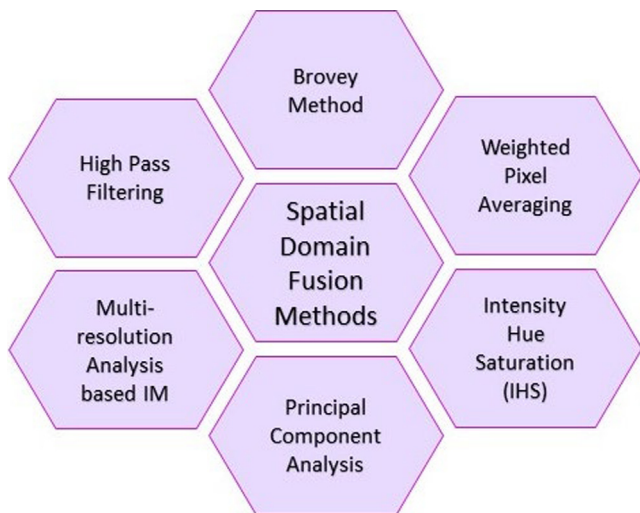 Brovey
Method
High Pass
Filtering
Weighted
Pixel
Averaging
Spatial
Domain
Fusion
Methods
Multi-
resolution
Analysis
based IM
Intensity
Hue
Saturation
(IHS)
Principal
Component
Analysis